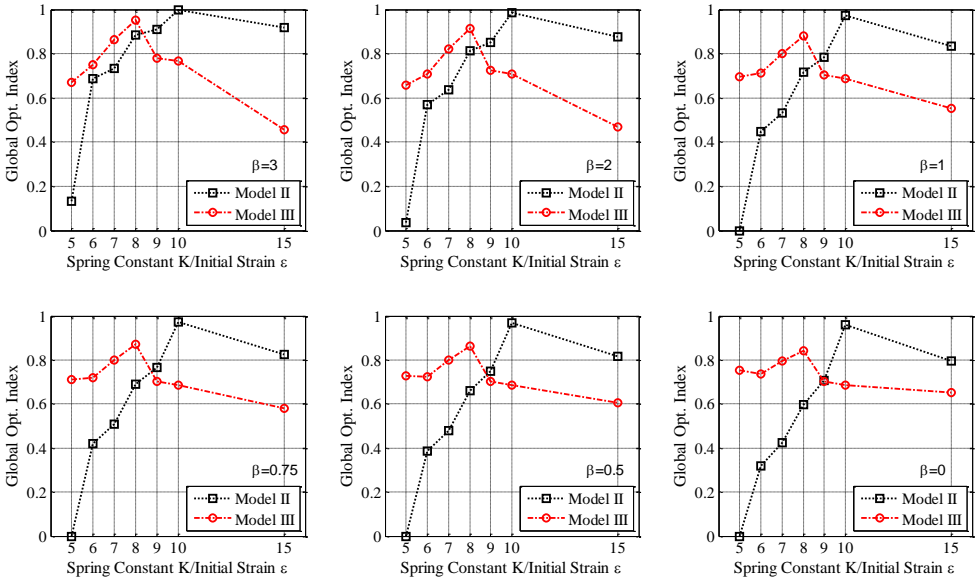 Global Opt. Index
1
0.8
0.6
0.4
0.2
0
β=3
Model II
Model III
5 6 7 8 9 10 15
Spring Constant K/Initial Strain ε
Global Opt. Index
1
0.8
0.6
0.4
0.2
0
β=2
Model II
Model III
5 6 7 8 9 10 15
Spring Constant K/Initial Strain ε
Global Opt. Index
1
0.8
0.6
0.4
0.2
0
β=1
Model II
Model III
5 6 7 8 9 10 15
Spring Constant K/Initial Strain ε
Global Opt. Index
1
0.8
0.6
0.4
0.2
0
β=0.75
Model II
Model III
5 6 7 8 9 10 15
Spring Constant K/Initial Strain ε
Global Opt. Index
1
0.8
0.6
0.4
0.2
0
β=0.5
Model II
Model III
5 6 7 8 9 10 15
Spring Constant K/Initial Strain ε
Global Opt. Index
1
0.8
0.6
0.4
0.2
0
β=0
Model II
Model III
5 6 7 8 9 10 15
Spring Constant K/Initial Strain ε